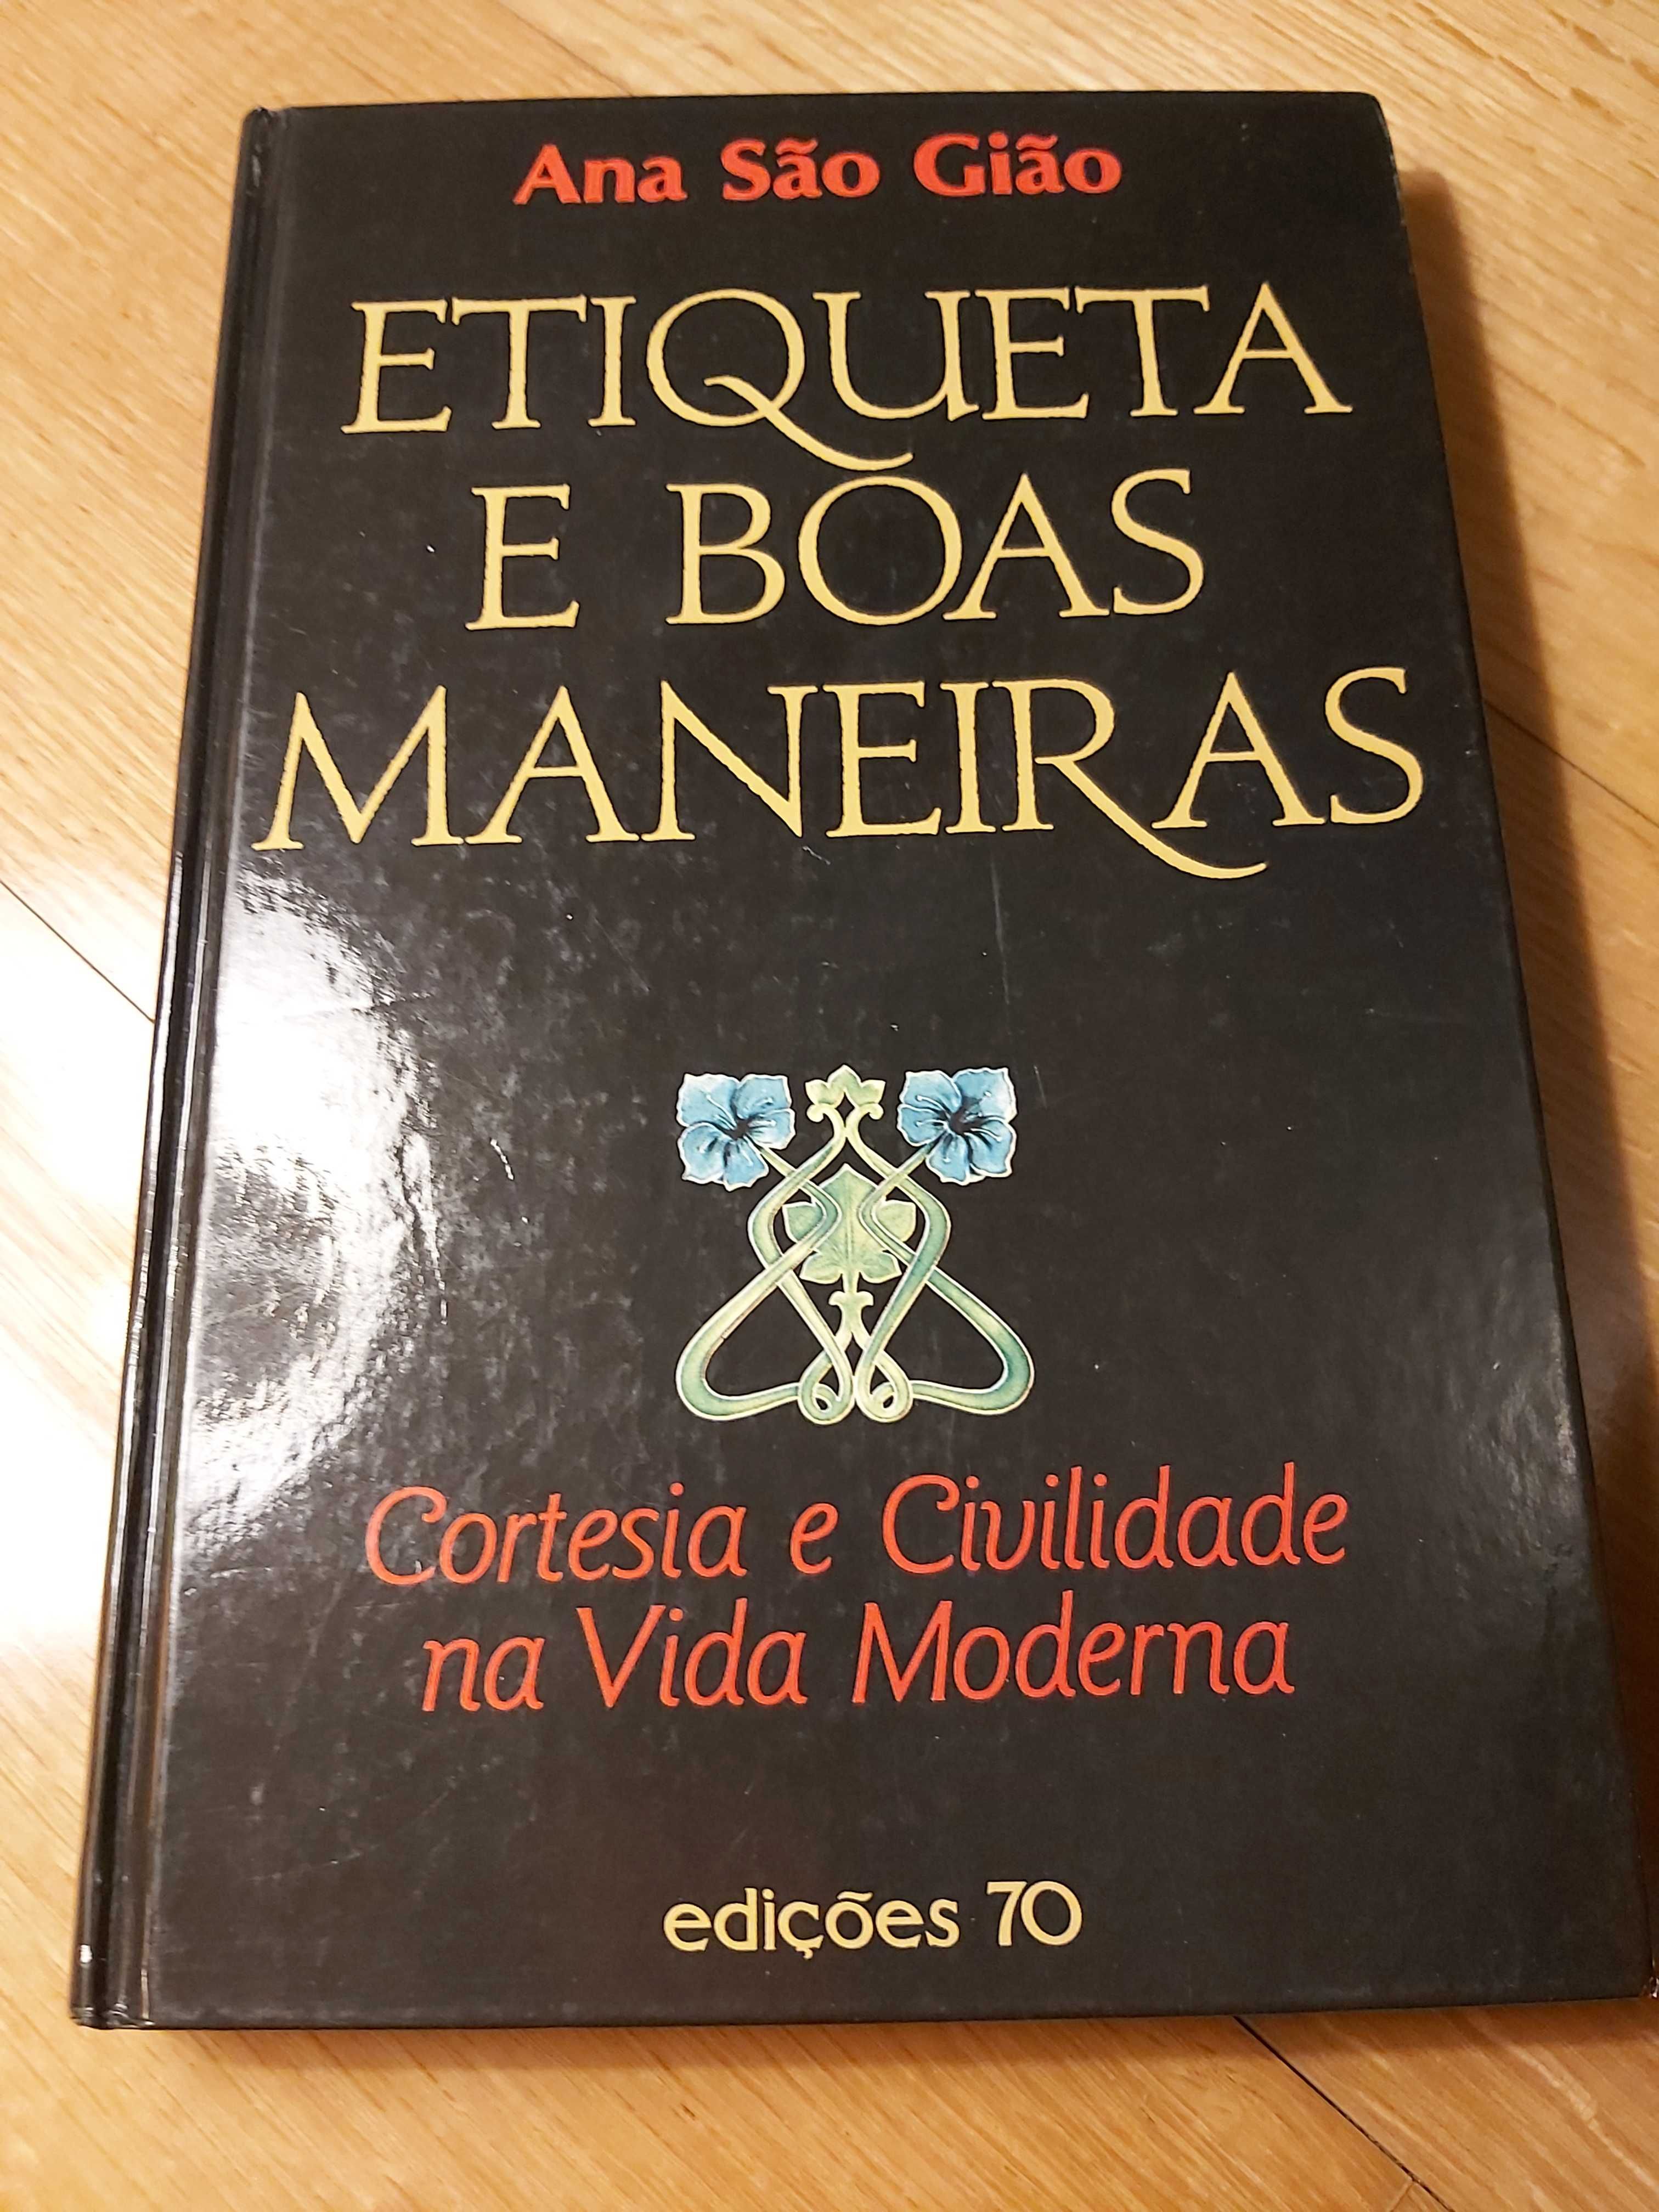 Ana São Gião
ETIQUETA
E BOAS
MANEIRAS
Cortesia e Civilidade
na Vida Moderna
edições 70